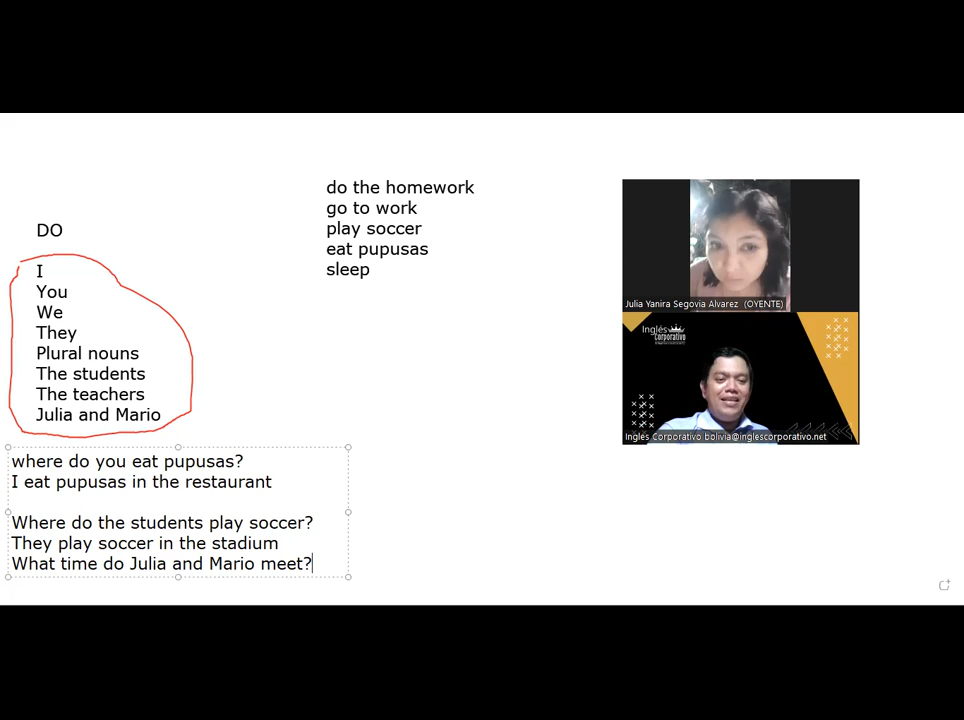 DO
I
You
We
They
Plural nouns
The students
The teachers
Julia and Mario
where do you eat pupusas?
I eat pupusas in the restaurant
Where do the students play soccer?
They play soccer in the stadium
What time do Julia and Mario meet?
do the homework
go to work
play soccer
eat pupusas
sleep
Julia Yanira Segovia Alvarez (OYENTE)
Inglés
Corporativo
Inglés Corporativo bolivia@inglescorporativo.net